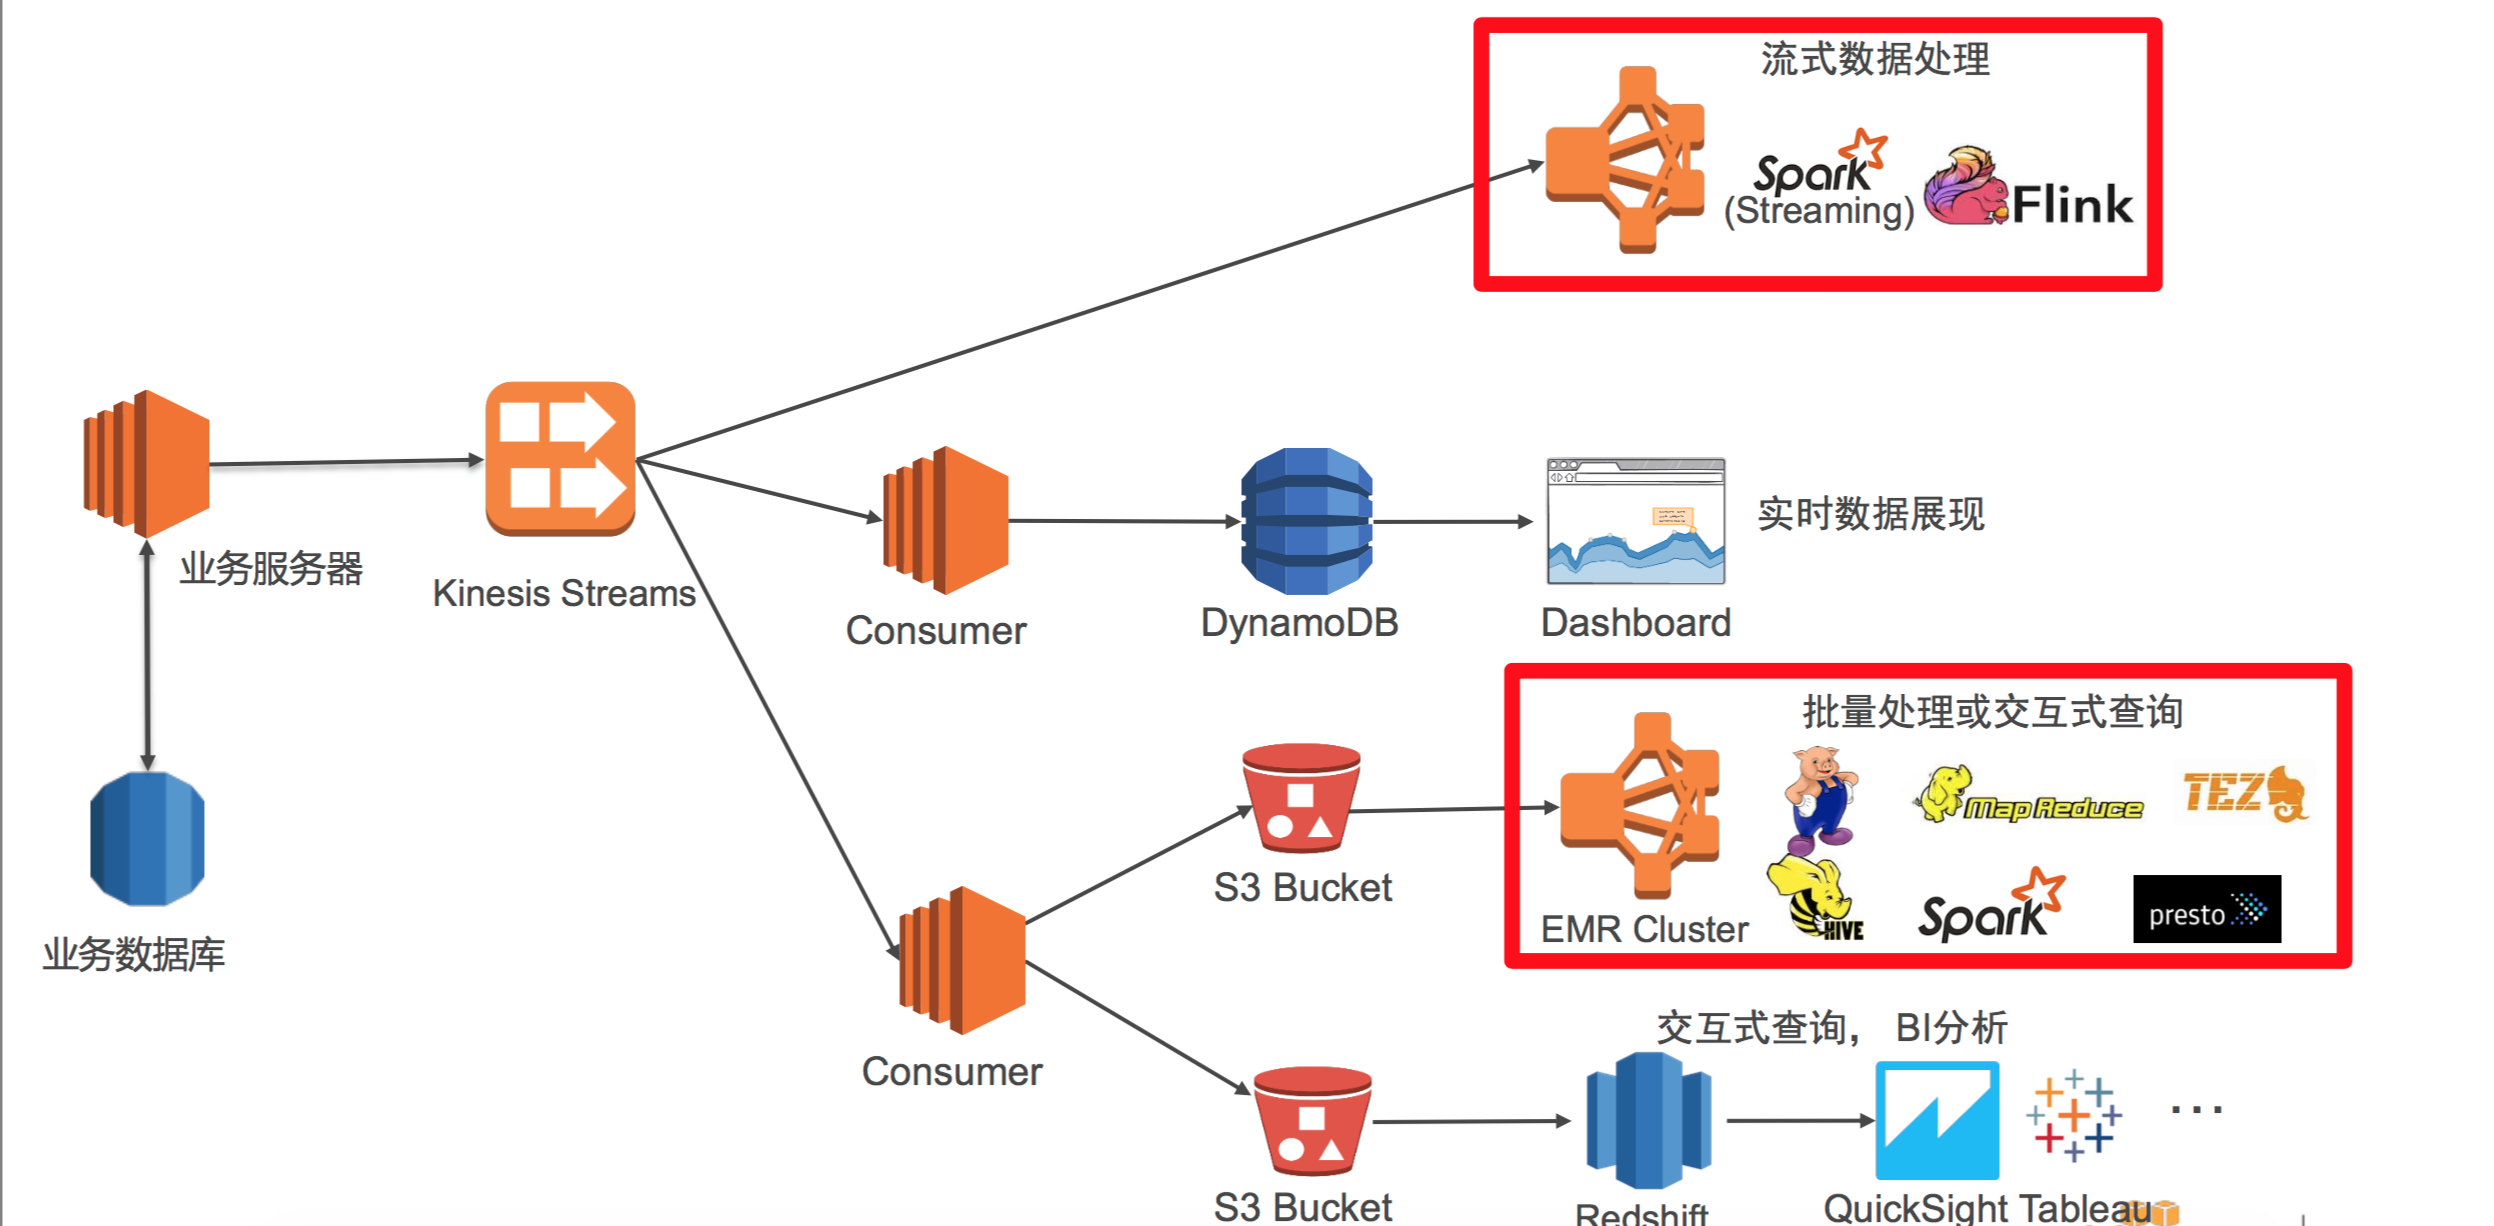 流式数据处理
Spark
(Streaming)
Flink
业务服务器
Kinesis Streams
Consumer
DynamoDB
Dashboard
实时数据展现
批量处理或交互式查询
Map Reduce
TEZ
S3 Bucket
EMR Cluster
HIVE
Spark
presto
业务数据库
交互式查询， BI分析
Consumer
...
S3 Bucket
Redshift
QuickSight
Tableau